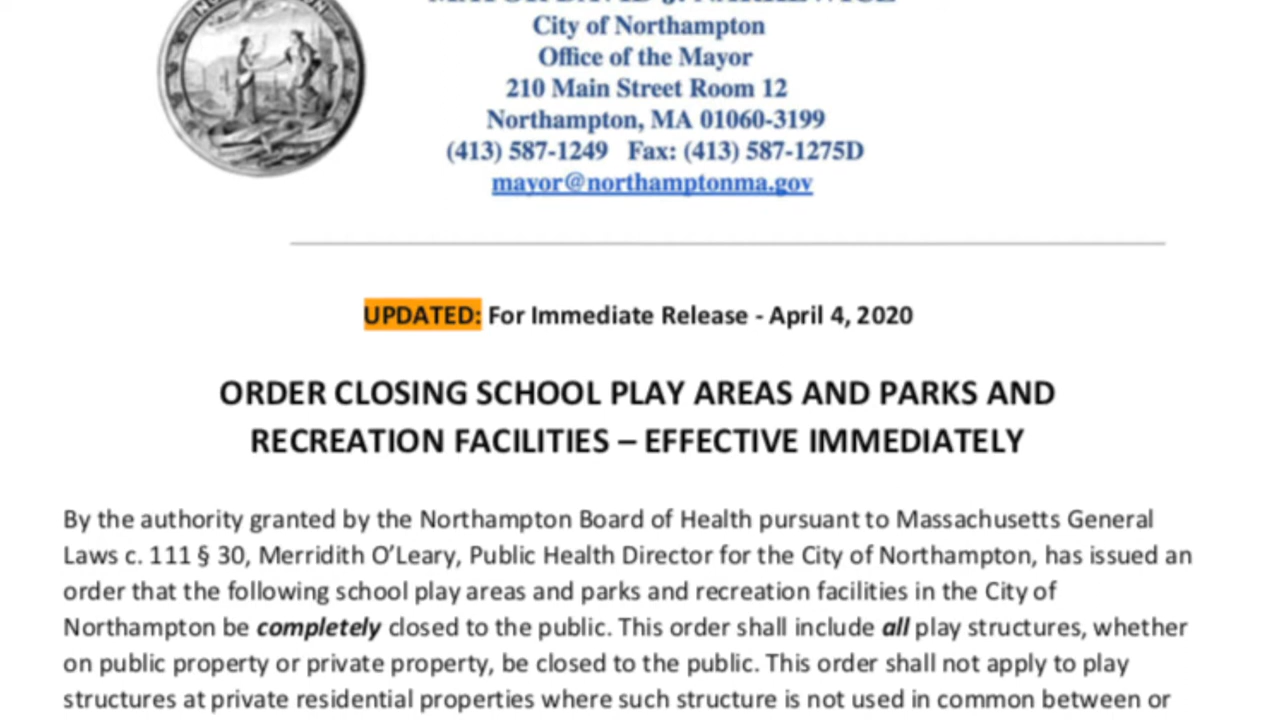 MAYOR DAVID J. NARKEWICZ
City of Northampton
Office of the Mayor
210 Main Street Room 12
Northampton, MA 01060-3199
(413) 587-1249 Fax: (413) 587-1275D
mayor@northamptonma.gov
UPDATED: For Immediate Release - April 4, 2020
ORDER CLOSING SCHOOL PLAY AREAS AND PARKS AND
RECREATION FACILITIES – EFFECTIVE IMMEDIATELY
By the authority granted by the Northampton Board of Health pursuant to Massachusetts General
Laws c. 111 § 30, Merridith O’Leary, Public Health Director for the City of Northampton, has issued an
order that the following school play areas and parks and recreation facilities in the City of
Northampton be completely closed to the public. This order shall include all play structures, whether
on public property or private property, be closed to the public. This order shall not apply to play
structures at private residential properties where such structure is not used in common between or